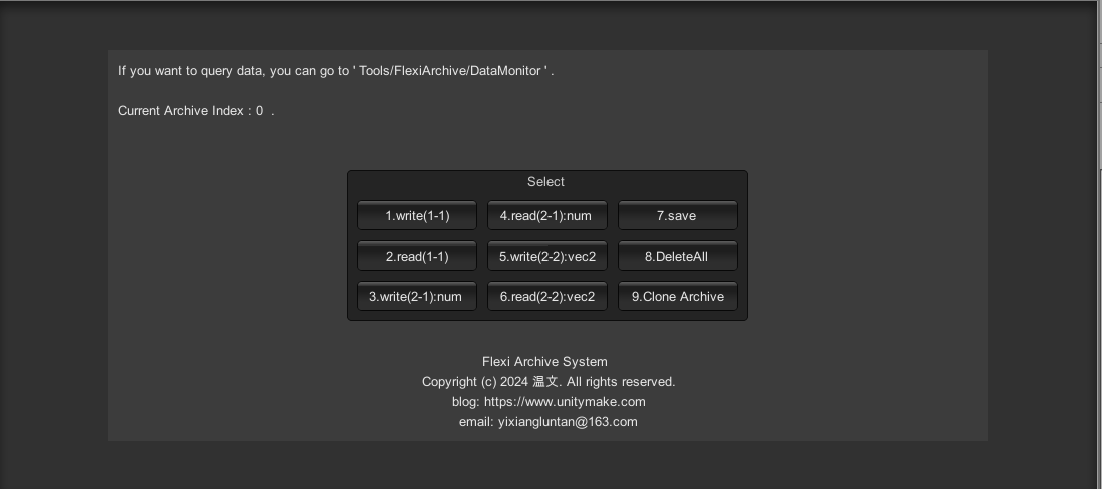 If you want to query data, you can go to ' Tools/FlexiArchive/DataMonitor ' .
Current Archive Index : 0  .
Select
1.write(1-1)
4.read(2-1):num
7.save
2.read(1-1)
5.write(2-2):vec2
8.DeleteAll
3.write(2-1):num
6.read(2-2):vec2
9.Clone Archive
Flexi Archive System
Copyright (c) 2024 温文. All rights reserved.
blog: https://www.unitymake.com
email: yixiangluntan@163.com